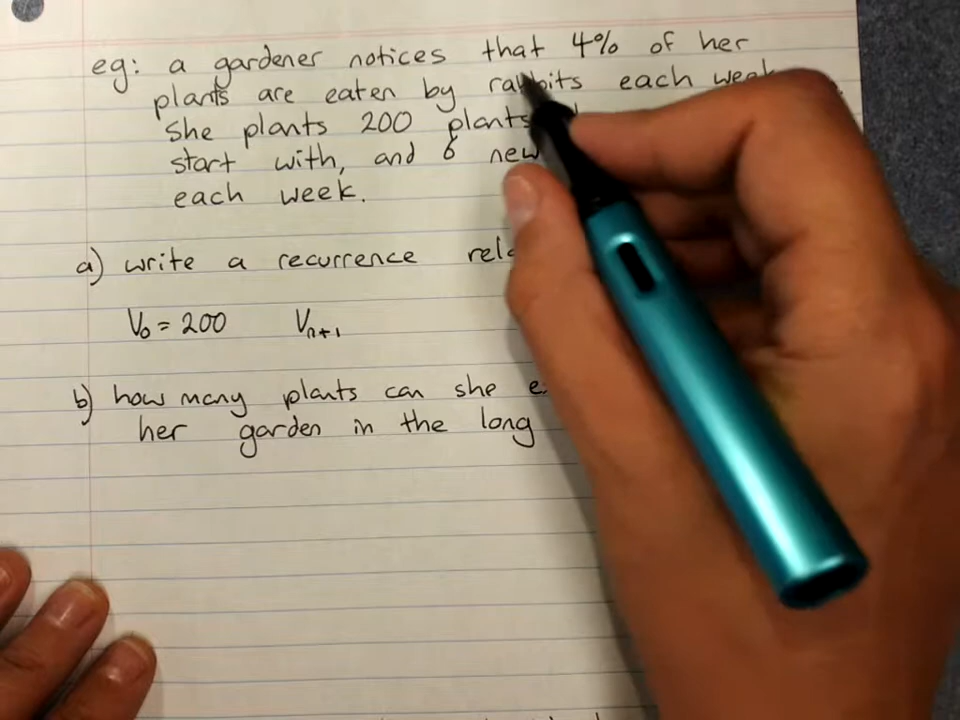 eg: a gardener notices that 4% of her
plants are eaten by rabbits each week
She plants 200 plants
start with, and 6 new
each week.
a) write a recurrence
V₀ = 200 Vₙ₊₁
b) how many plants can she
her garden in the long